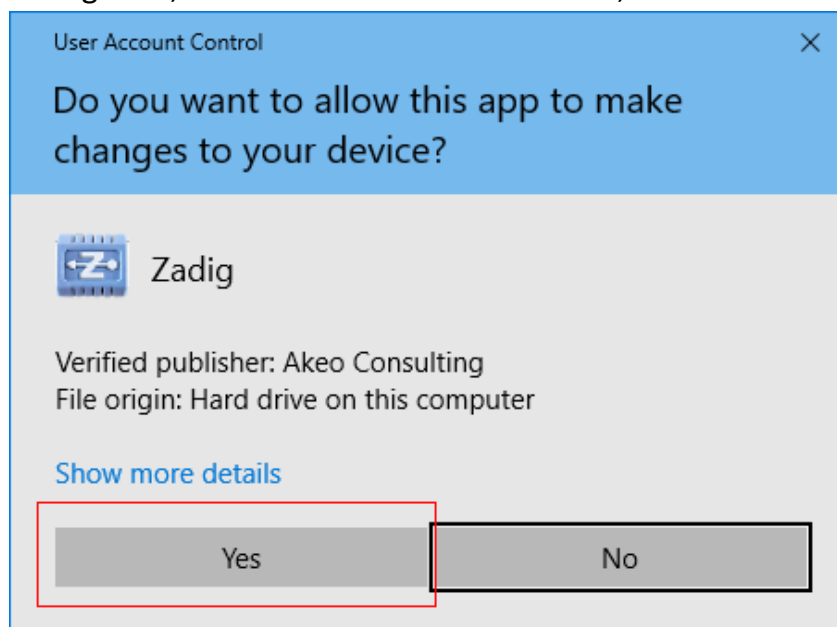 User Account Control
Do you want to allow this app to make
changes to your device?
Z
Zadig
Verified publisher: Akeo Consulting
File origin: Hard drive on this computer
Show more details
Yes
No